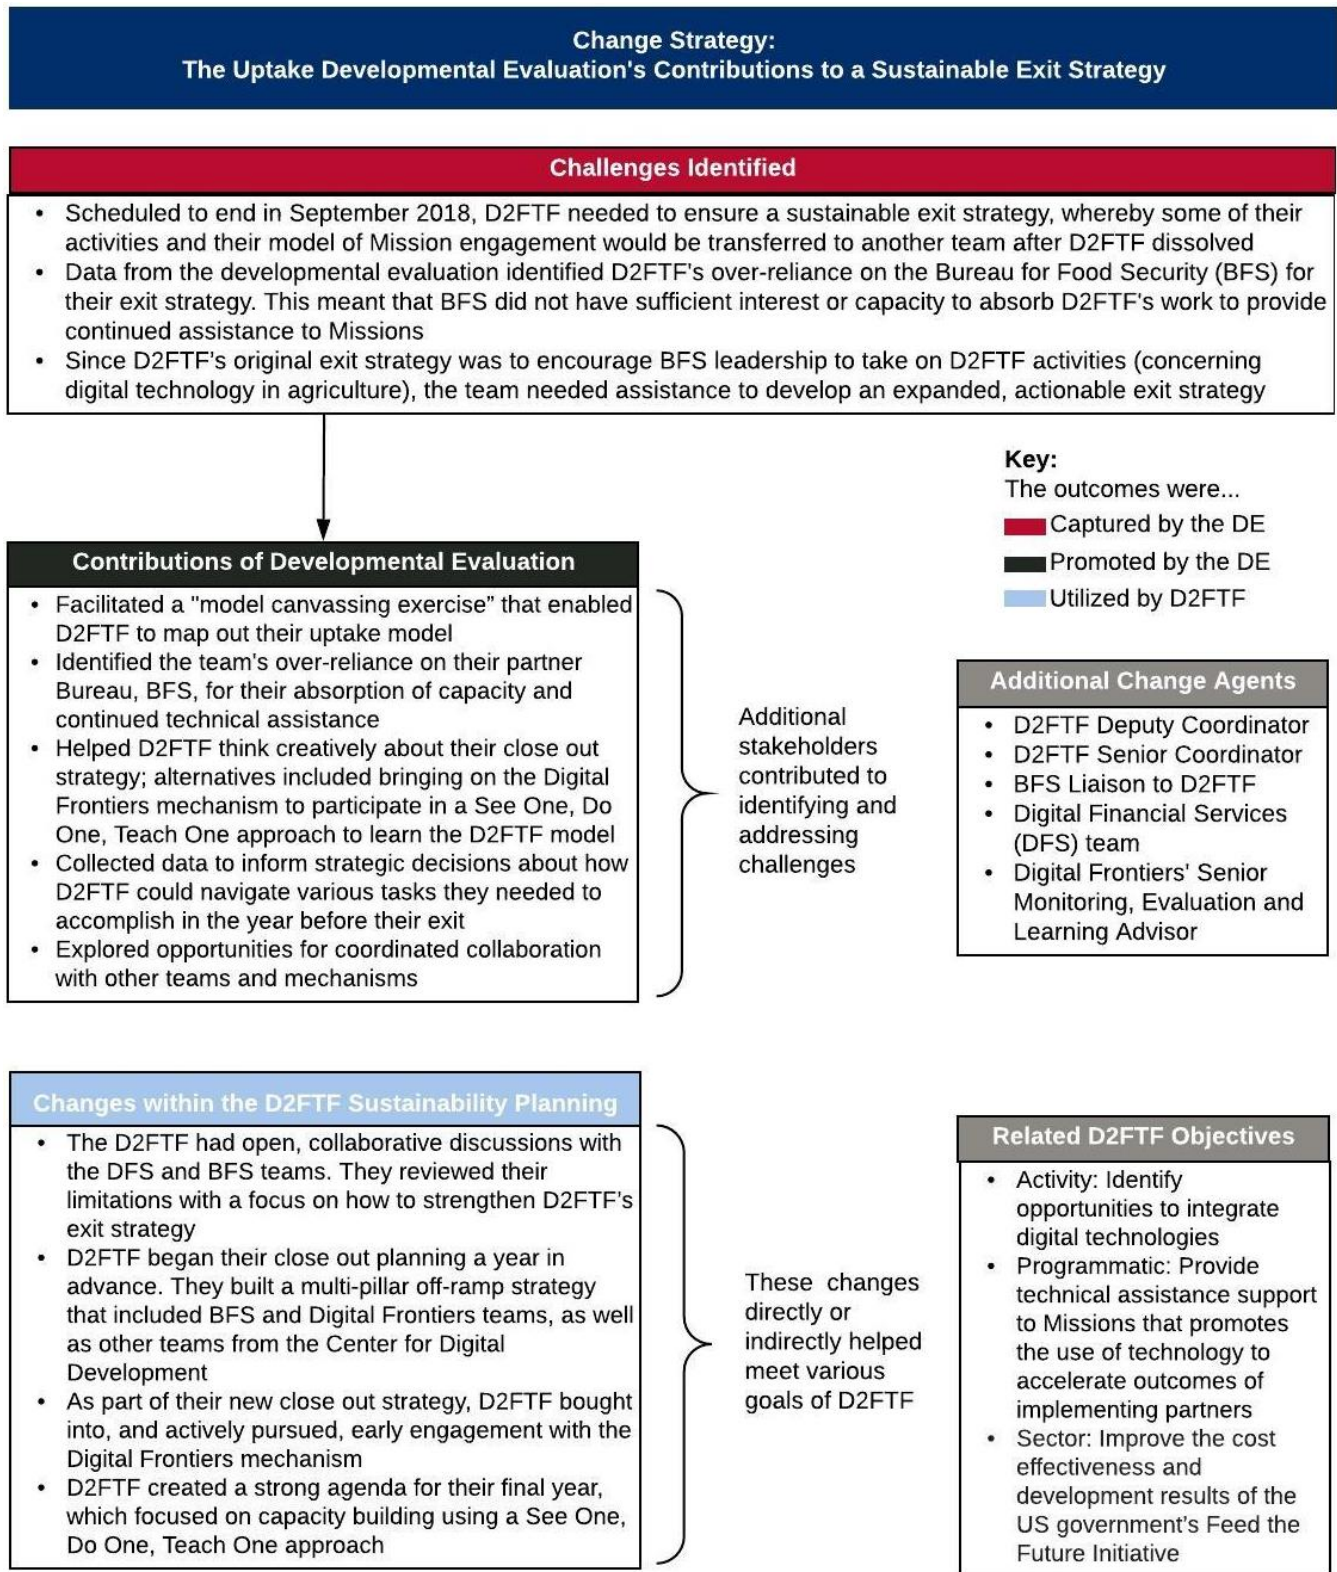 Change Strategy:
The Uptake Developmental Evaluation's Contributions to a Sustainable Exit Strategy
Challenges Identified
• Scheduled to end in September 2018, D2FTF needed to ensure a sustainable exit strategy, whereby some of their
activities and their model of Mission engagement would be transferred to another team after D2FTF dissolved
• Data from the developmental evaluation identified D2FTF's over-reliance on the Bureau for Food Security (BFS) for
their exit strategy. This meant that BFS did not have sufficient interest or capacity to absorb D2FTF's work to provide
continued assistance to Missions
• Since D2FTF's original exit strategy was to encourage BFS leadership to take on D2FTF activities (concerning
digital technology in agriculture), the team needed assistance to develop an expanded, actionable exit strategy
Key:
The outcomes were...
Captured by the DE
Promoted by the DE
Utilized by D2FTF
Contributions of Developmental Evaluation
• Facilitated a "model canvassing exercise” that enabled
D2FTF to map out their uptake model
• Identified the team's over-reliance on their partner
Bureau, BFS, for their absorption of capacity and
continued technical assistance
• Helped D2FTF think creatively about their close out
strategy; alternatives included bringing on the Digital
Frontiers mechanism to participate in a See One, Do
One, Teach One approach to learn the D2FTF model
• Collected data to inform strategic decisions about how
D2FTF could navigate various tasks they needed to
accomplish in the year before their exit
• Explored opportunities for coordinated collaboration
with other teams and mechanisms
Additional
stakeholders
contributed to
identifying and
addressing
challenges
Additional Change Agents
• D2FTF Deputy Coordinator
• D2FTF Senior Coordinator
• BFS Liaison to D2FTF
• Digital Financial Services
(DFS) team
• Digital Frontiers' Senior
Monitoring, Evaluation and
Learning Advisor
Changes within the D2FTF Sustainability Planning
• The D2FTF had open, collaborative discussions with
the DFS and BFS teams. They reviewed their
limitations with a focus on how to strengthen D2FTF's
exit strategy
• D2FTF began their close out planning a year in
advance. They built a multi-pillar off-ramp strategy
that included BFS and Digital Frontiers teams, as well
as other teams from the Center for Digital
Development
• As part of their new close out strategy, D2FTF bought
into, and actively pursued, early engagement with the
Digital Frontiers mechanism
• D2FTF created a strong agenda for their final year,
which focused on capacity building using a See One,
Do One, Teach One approach
These changes
directly or
indirectly helped
meet various
goals of D2FTF
Related D2FTF Objectives
• Activity: Identify
opportunities to integrate
digital technologies
• Programmatic: Provide
technical assistance support
to Missions that promotes
the use of technology to
accelerate outcomes of
implementing partners
• Sector: Improve the cost
effectiveness and
development results of the
US government's Feed the
Future Initiative